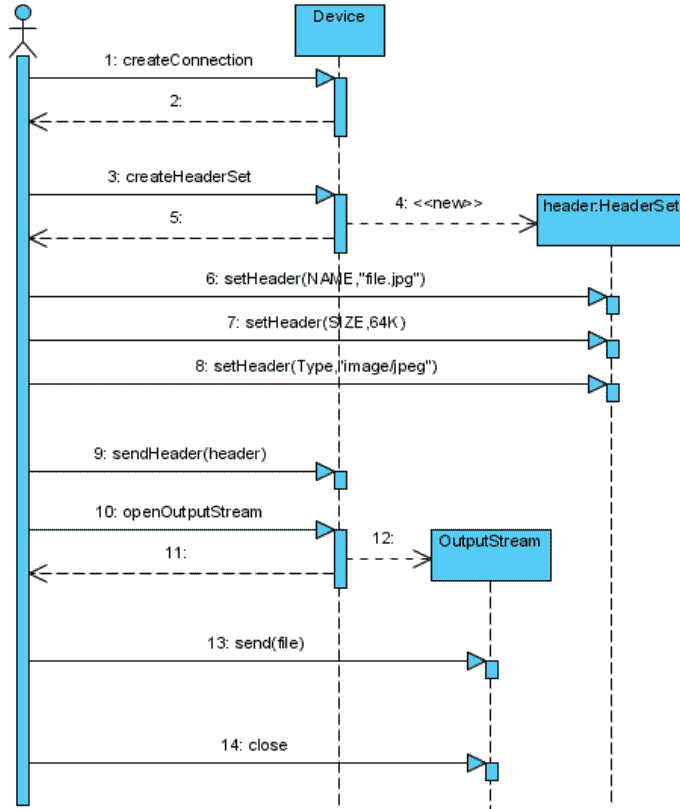 Device
1: createConnection
2:
3: createHeaderSet
4: <<new>>
header:HeaderSet
5:
6: setHeader(NAME,"file.jpg")
7: setHeader(SIZE,64K)
8: setHeader(Type,"image/jpeg")
9: sendHeader(header)
10: openOutputStream
12:
OutputStream
11:
13: send(file)
14: close